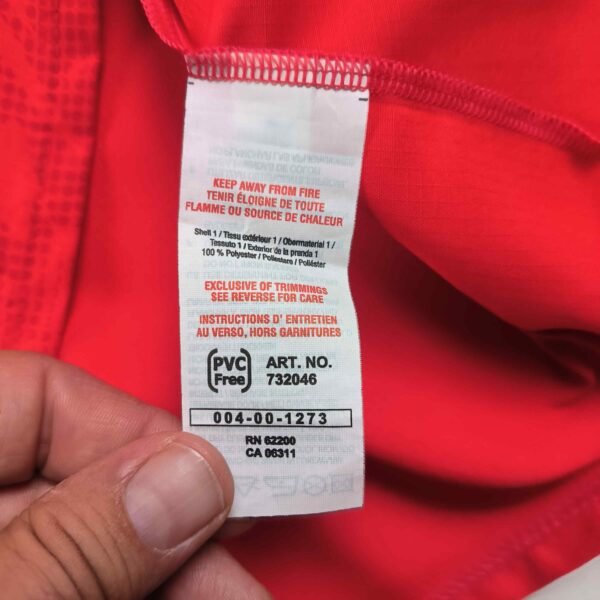 KEEP AWAY FROM FIRE
TENIR ÉLOIGNE DE TOUTE
FLAMME OU SOURCE DE CHALEUR
Shell 1 / Tissu extérieur 1 / Obermaterial 1 /
Tessuto 1 / Exterior de la prenda 1
100 % Polyester / Poliestere / Poliéster
EXCLUSIVE OF TRIMMINGS
SEE REVERSE FOR CARE
INSTRUCTIONS D' ENTRETIEN
AU VERSO, HORS GARNITURES
PVC
Free
ART. NO.
732046
004-00-1273
RN 62200
CA 06311